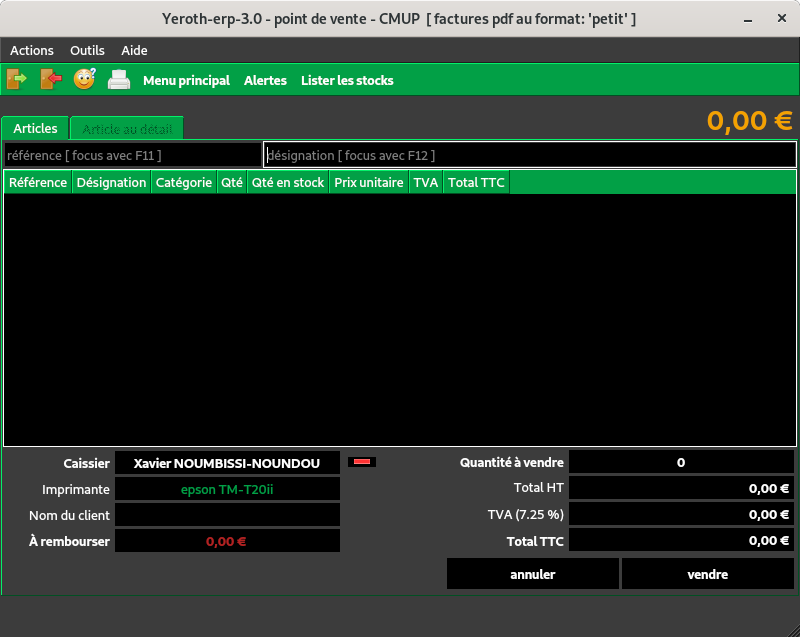 Yeroth-erp-3.0 - point de vente - CMUP [ factures pdf au format: 'petit' ]
Actions Outils Aide
Menu principal Alertes Lister les stocks
0,00 €
Articles Article au détail
référence [ focus avec F11 ] désignation [ focus avec F12 ]
Référence Désignation Catégorie Qté Qté en stock Prix unitaire TVA Total TTC
Caissier Xavier NOUMBISSI-NOUNDOU Quantité à vendre 0
Imprimante epson TM-T20ii Total HT 0,00 €
Nom du client TVA (7.25 %) 0,00 €
À rembourser 0,00 € Total TTC 0,00 €
annuler vendre